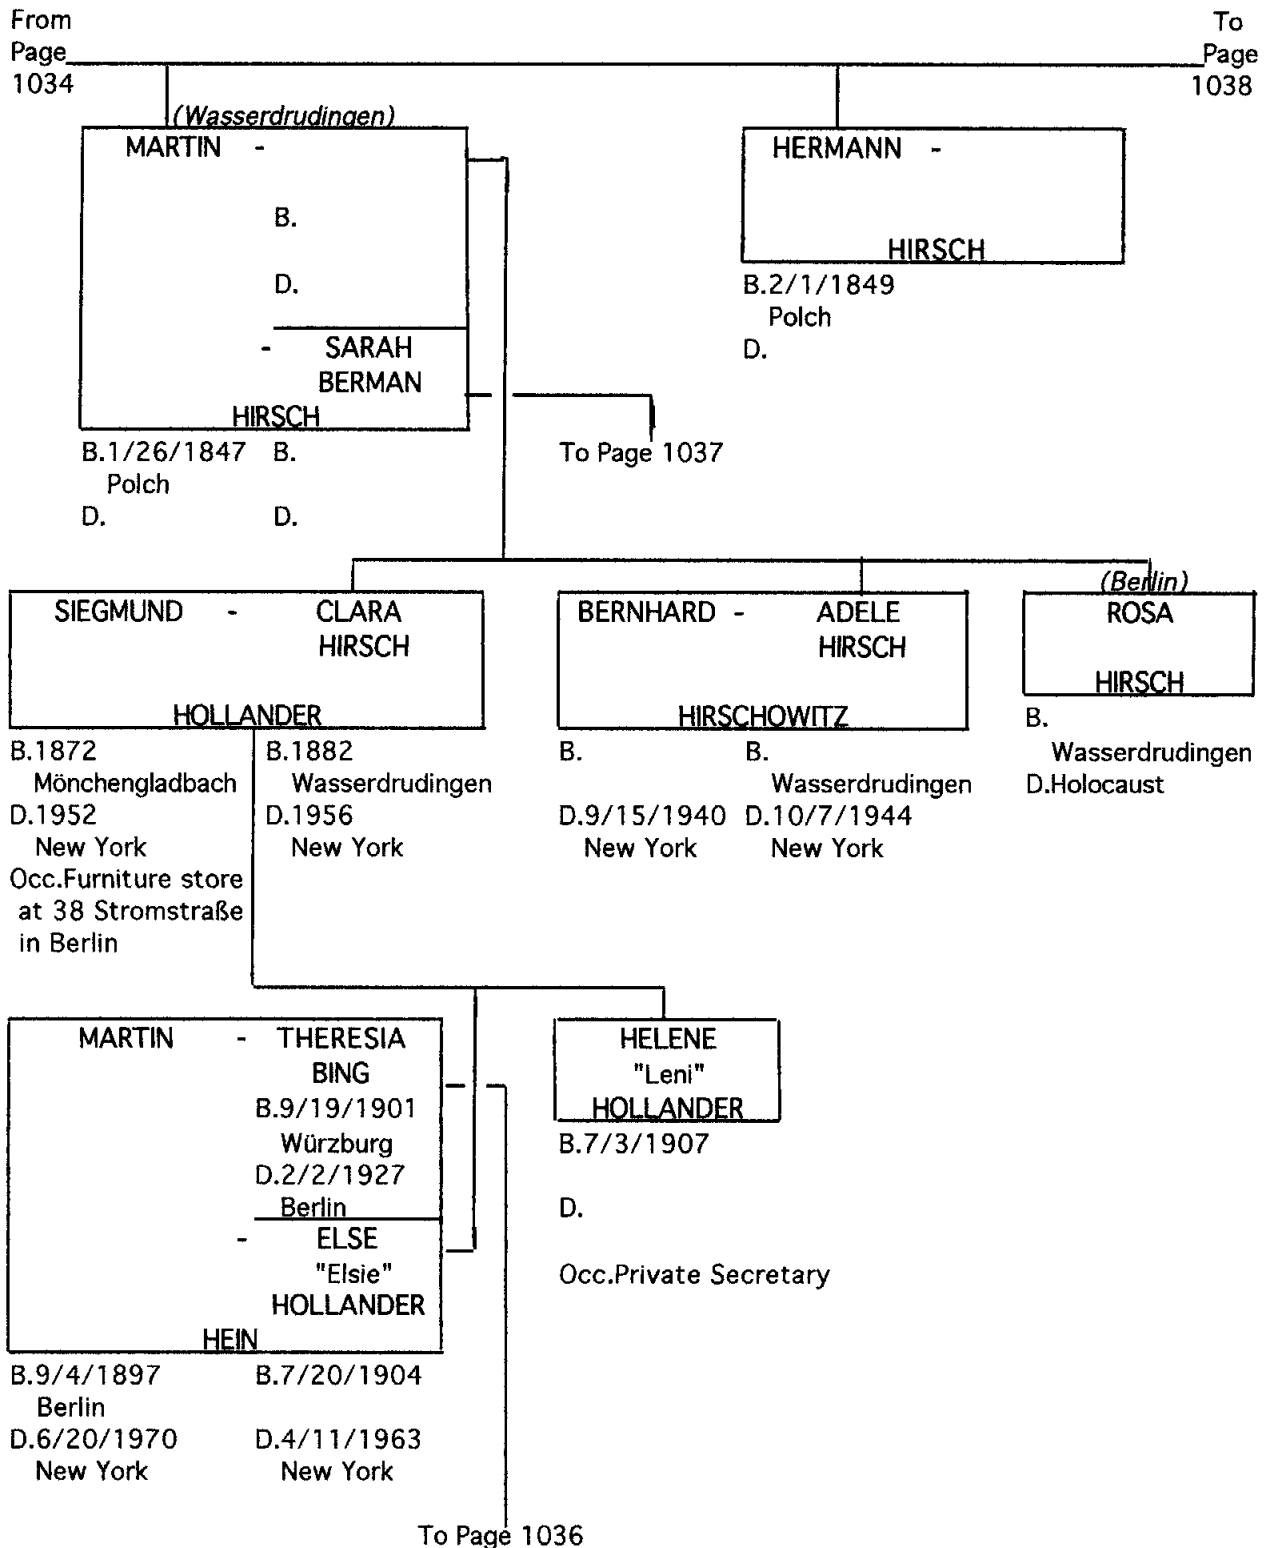 From
Page
1034
To
Page
1038
(Wasserdrudingen)
MARTIN -
B.
D.
- SARAH
BERMAN
HIRSCH
B.1/26/1847 B.
Polch
D. D.
HERMANN -
HIRSCH
B.2/1/1849
Polch
D.
To Page 1037
SIEGMUND - CLARA
HIRSCH
HOLLANDER
B.1872 B.1882
Mönchengladbach Wasserdrudingen
D.1952 D.1956
New York New York
Occ.Furniture store
at 38 Stromstraße
in Berlin
BERNHARD - ADELE
HIRSCH
HIRSCHOWITZ
B. B.
Wasserdrudingen
D.9/15/1940 D.10/7/1944
New York New York
(Berlin)
ROSA
HIRSCH
B.
Wasserdrudingen
D.Holocaust
MARTIN - THERESIA
BING
B.9/19/1901
Würzburg
D.2/2/1927
Berlin
- ELSE
"Elsie"
HOLLANDER
HEIN
B.9/4/1897 B.7/20/1904
Berlin
D.6/20/1970 D.4/11/1963
New York New York
HELENE
"Leni"
HOLLANDER
B.7/3/1907
D.
Occ.Private Secretary
To Page 1036